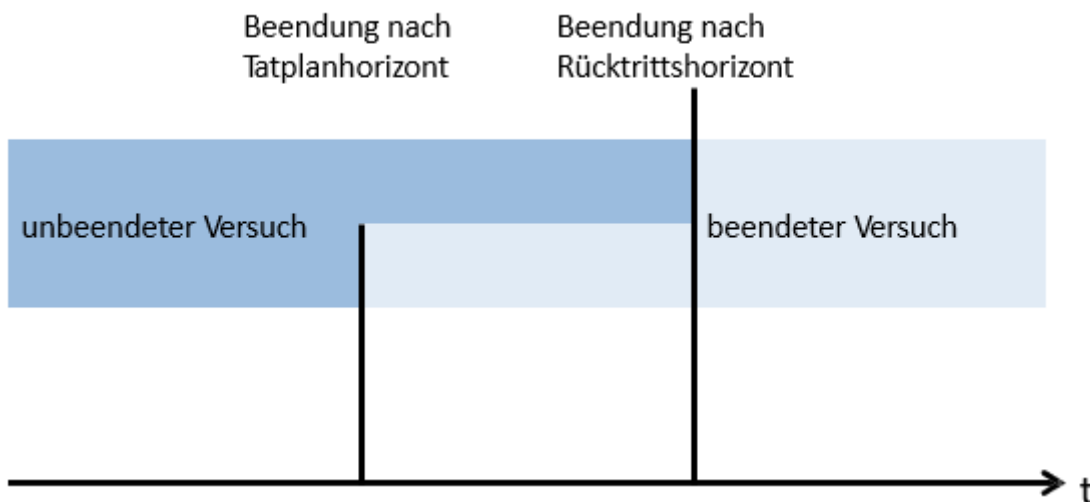 Beendung nach
Tatplanhorizont
Beendung nach
Rücktrittshorizont
unbeendeter Versuch
beendeter Versuch
t